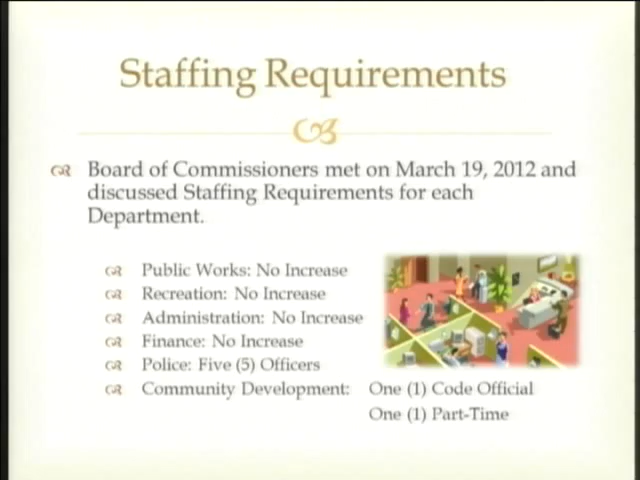 Staffing Requirements
Board of Commissioners met on March 19, 2012 and
discussed Staffing Requirements for each
Department.
Public Works: No Increase
Recreation: No Increase
Administration: No Increase
Finance: No Increase
Police: Five (5) Officers
Community Development: One (1) Code Official
One (1) Part-Time